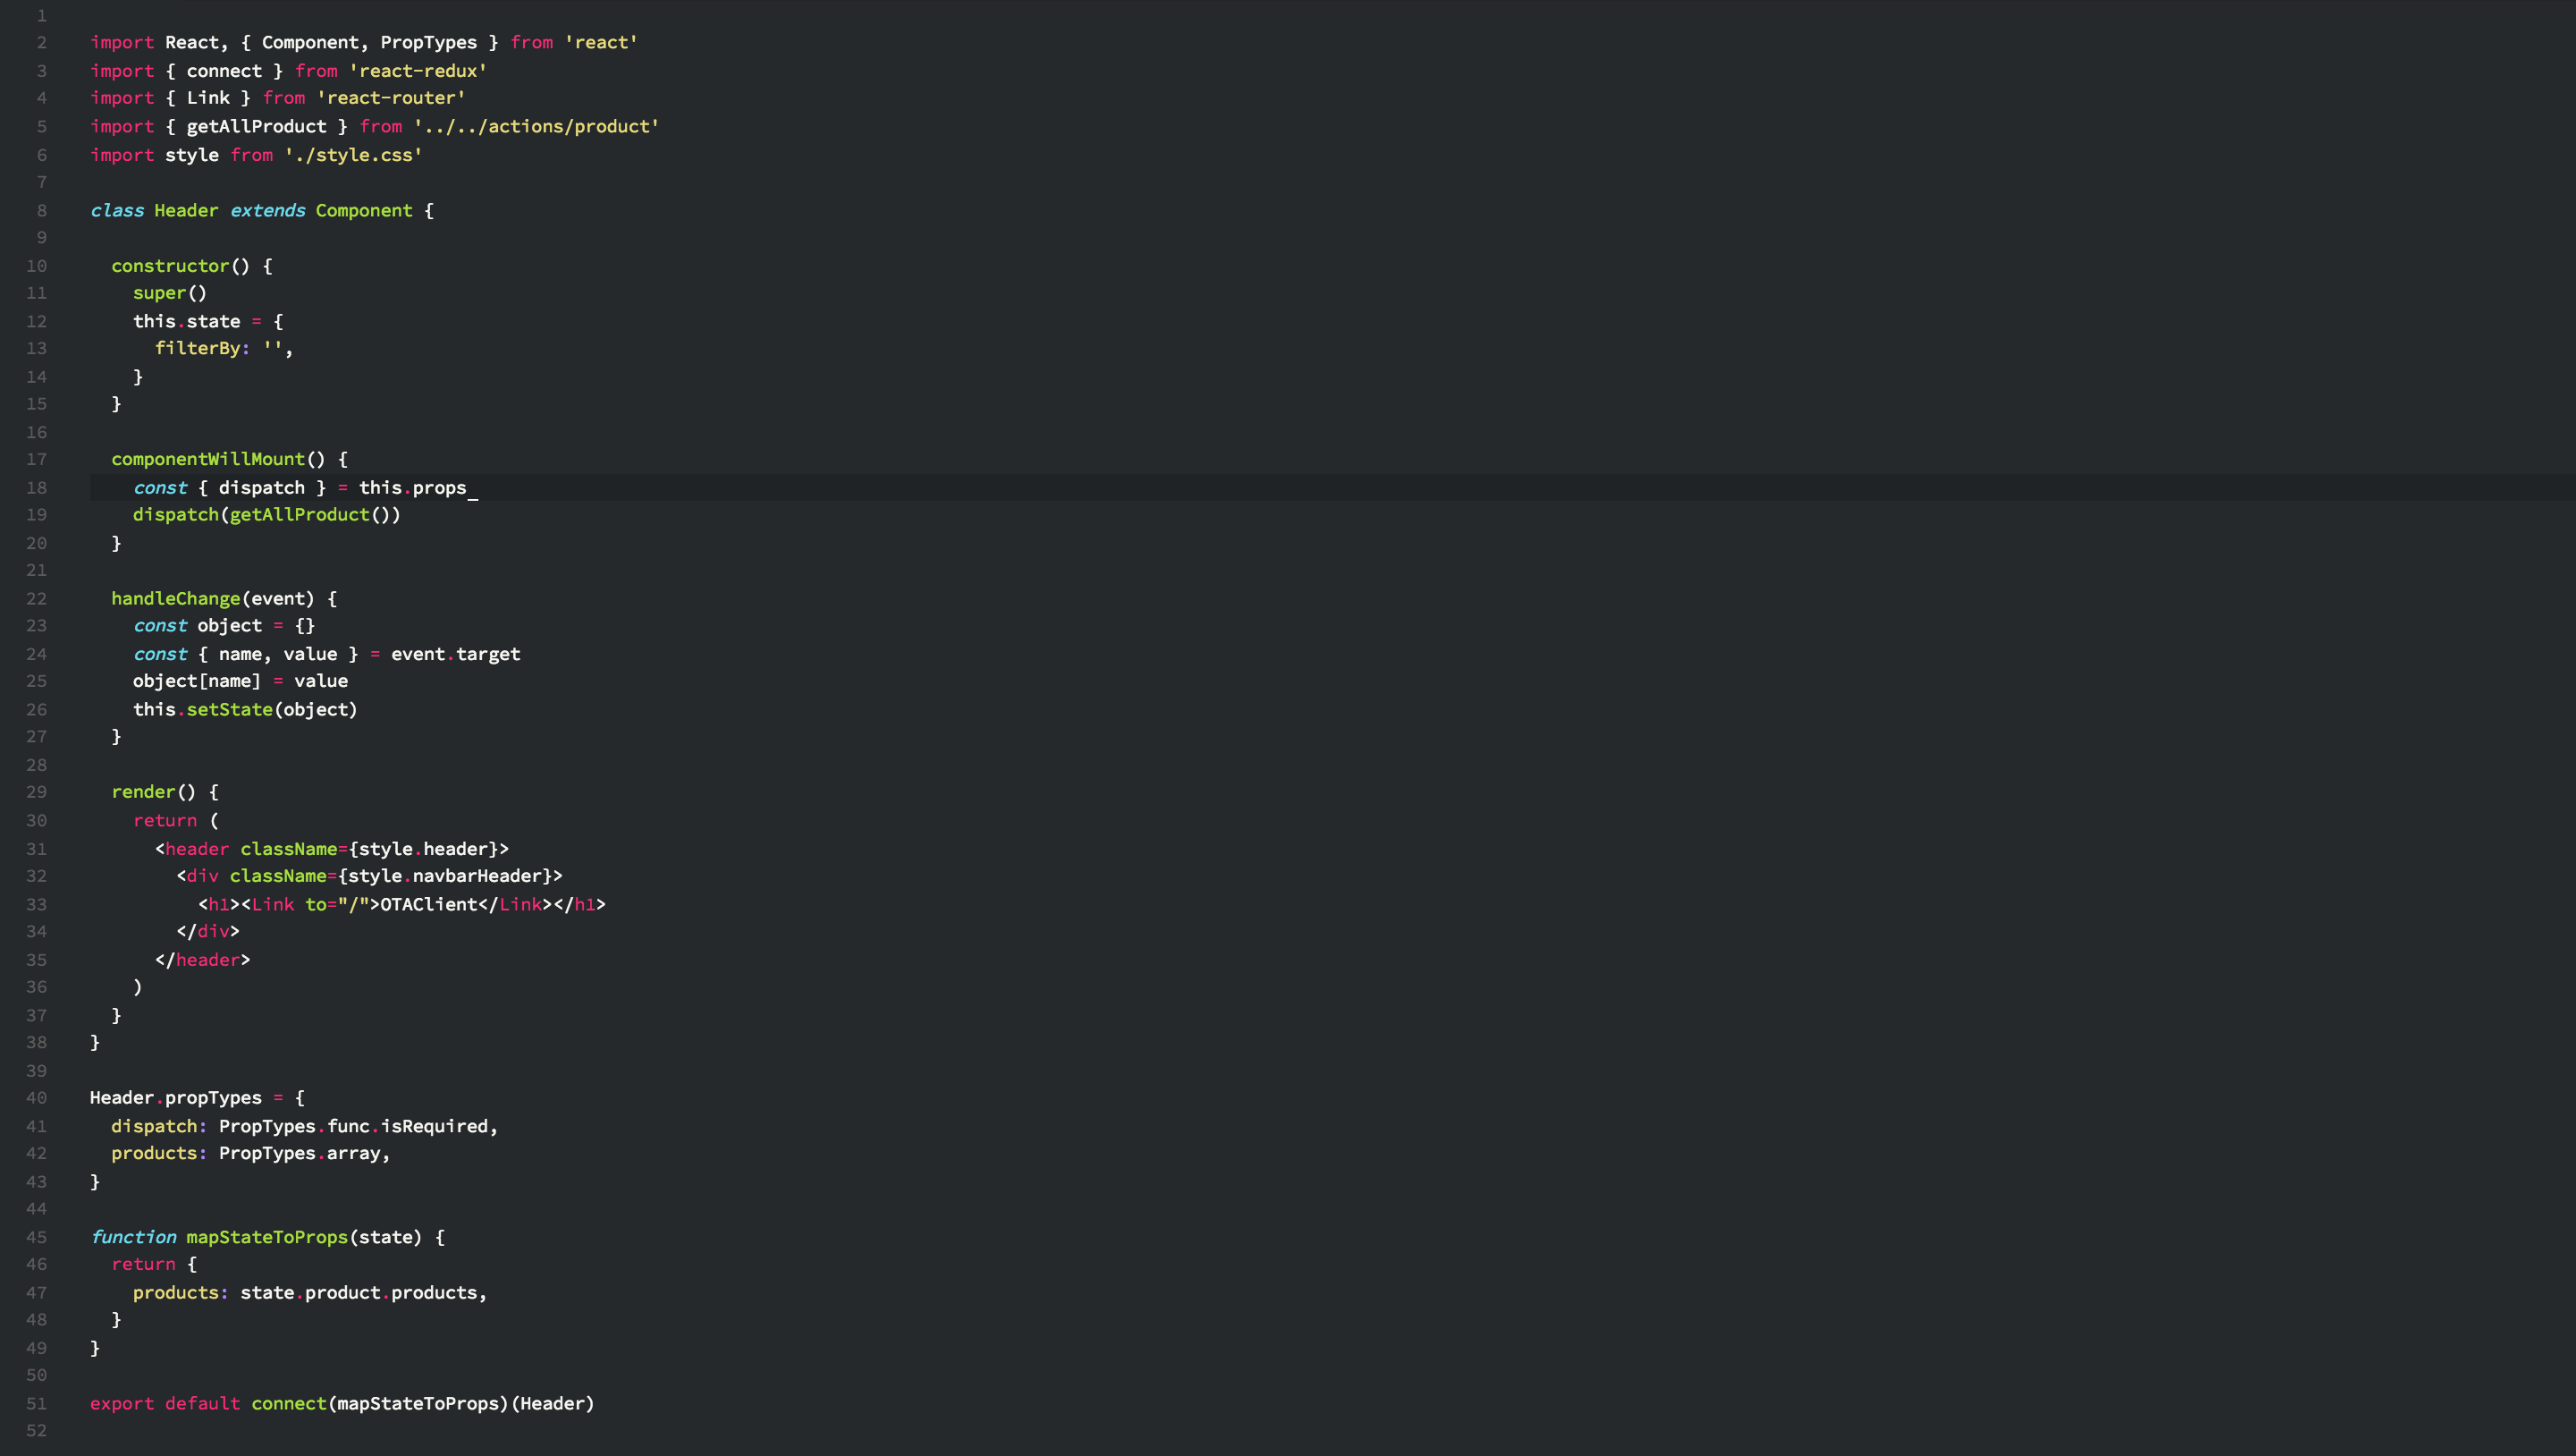 1
2 import React, { Component, PropTypes } from 'react'
3 import { connect } from 'react-redux'
4 import { Link } from 'react-router'
5 import { getAllProduct } from '../../actions/product'
6 import style from './style.css'
7
8 class Header extends Component {
9
10   constructor() {
11     super()
12     this.state = {
13       filterBy: '',
14     }
15   }
16
17   componentWillMount() {
18     const { dispatch } = this.props_
19     dispatch(getAllProduct())
20   }
21
22   handleChange(event) {
23     const object = {}
24     const { name, value } = event.target
25     object[name] = value
26     this.setState(object)
27   }
28
29   render() {
30     return (
31       <header className={style.header}>
32         <div className={style.navbarHeader}>
33           <h1><Link to="/">OTAClient</Link></h1>
34         </div>
35       </header>
36     )
37   }
38 }
39
40 Header.propTypes = {
41   dispatch: PropTypes.func.isRequired,
42   products: PropTypes.array,
43 }
44
45 function mapStateToProps(state) {
46   return {
47     products: state.product.products,
48   }
49 }
50
51 export default connect(mapStateToProps)(Header)
52